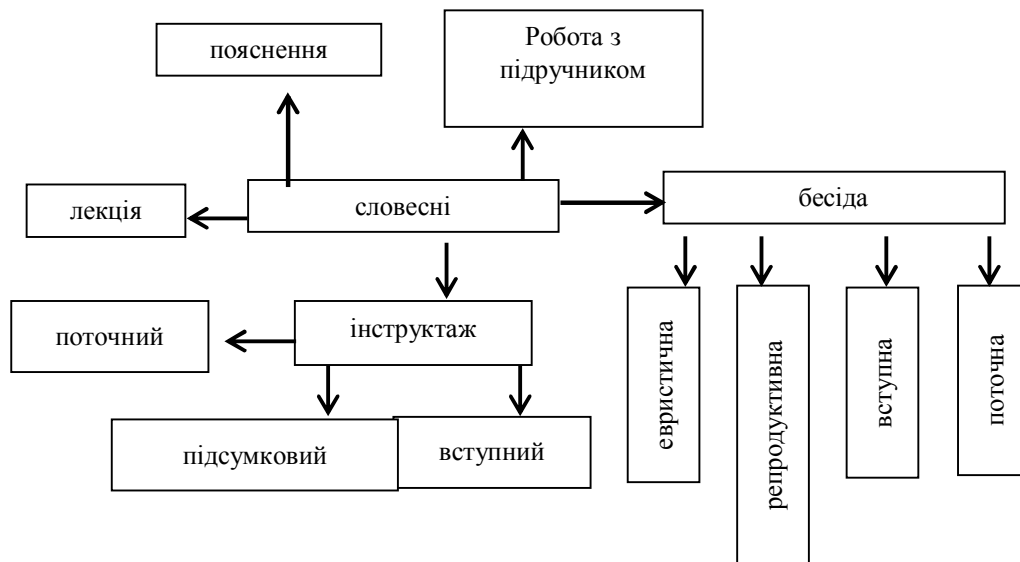 пояснення
Робота з
підручником
лекція
словесні
бесіда
поточний
інструктаж
підсумковий
вступний
евристична
репродуктивна
вступна
поточна